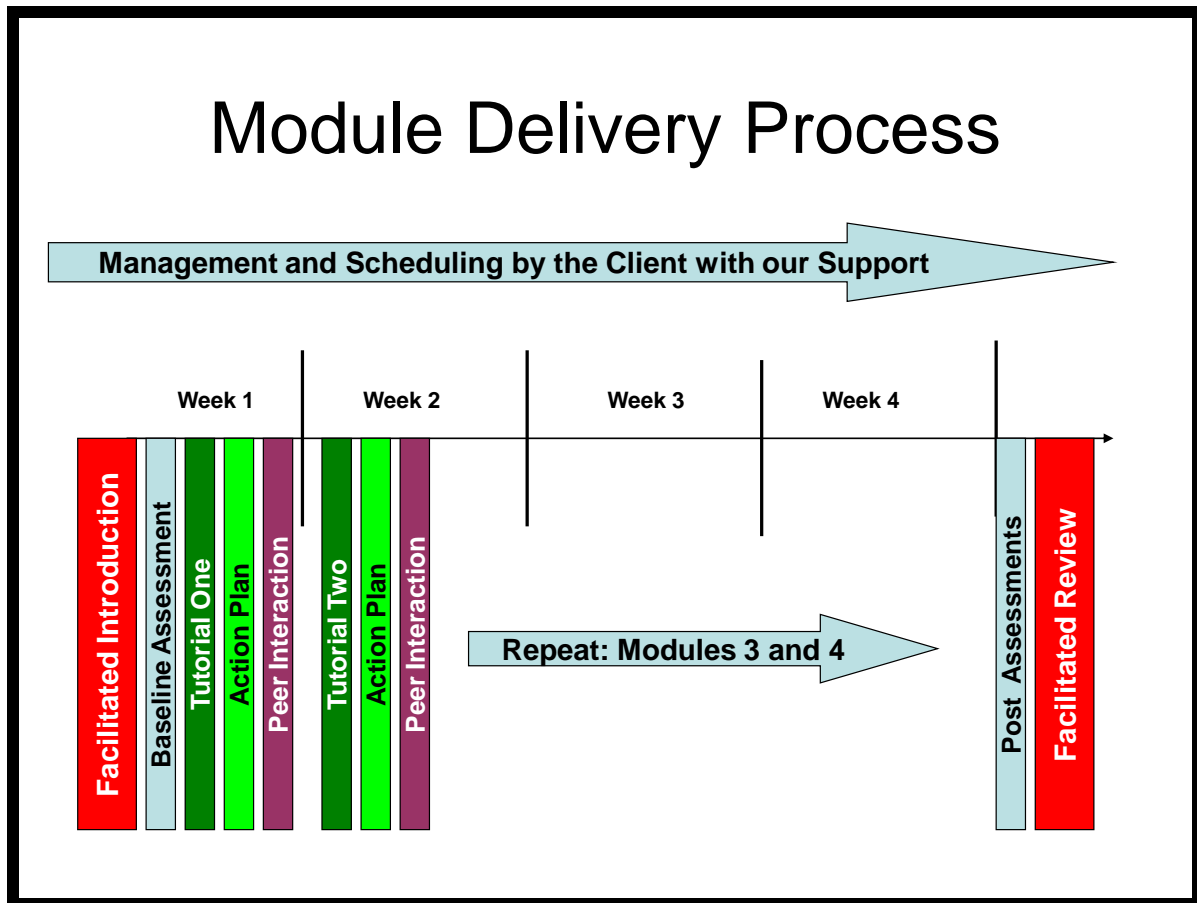 Module Delivery Process
Management and Scheduling by the Client with our Support
Week 1
Week 2
Week 3
Week 4
Facilitated Introduction
Baseline Assessment
Tutorial One
Action Plan
Peer Interaction
Tutorial Two
Action Plan
Peer Interaction
Repeat: Modules 3 and 4
Post Assessments
Facilitated Review